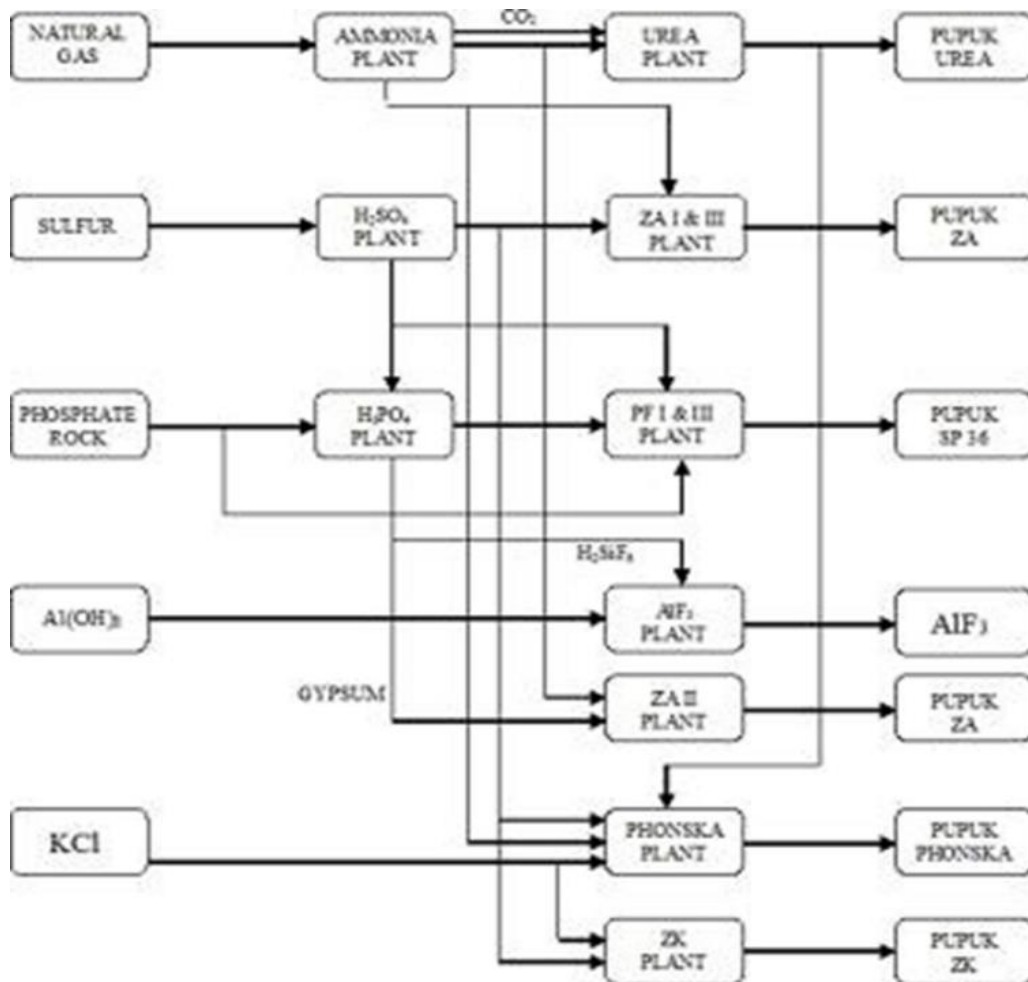 NATURAL
GAS
AMMONIA
PLANT
CO₂
UREA
PLANT
PUPUK
UREA
SULFUR
H₂SO₄
PLANT
ZA I & III
PLANT
PUPUK
ZA
PHOSPHATE
ROCK
H₃PO₄
PLANT
PF I & III
PLANT
PUPUK
SP 36
H₂SiF₆
Al(OH)₃
AlF₃
PLANT
AlF₃
GYPSUM
ZA II
PLANT
PUPUK
ZA
KCl
PHONSKA
PLANT
PUPUK
PHONSKA
ZK
PLANT
PUPUK
ZK